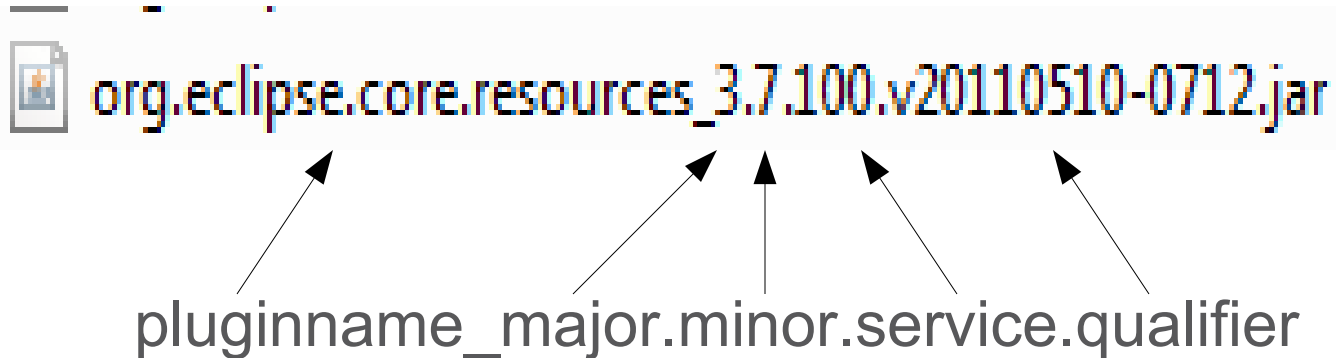 org.eclipse.core.resources_3.7.100.v20110510-0712.jar
pluginname_major.minor.service.qualifier